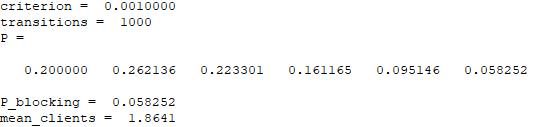 criterion =  0.0010000
transitions =  1000
P =
0.200000   0.262136   0.223301   0.161165   0.095146   0.058252
P_blocking =  0.058252
mean_clients =  1.8641